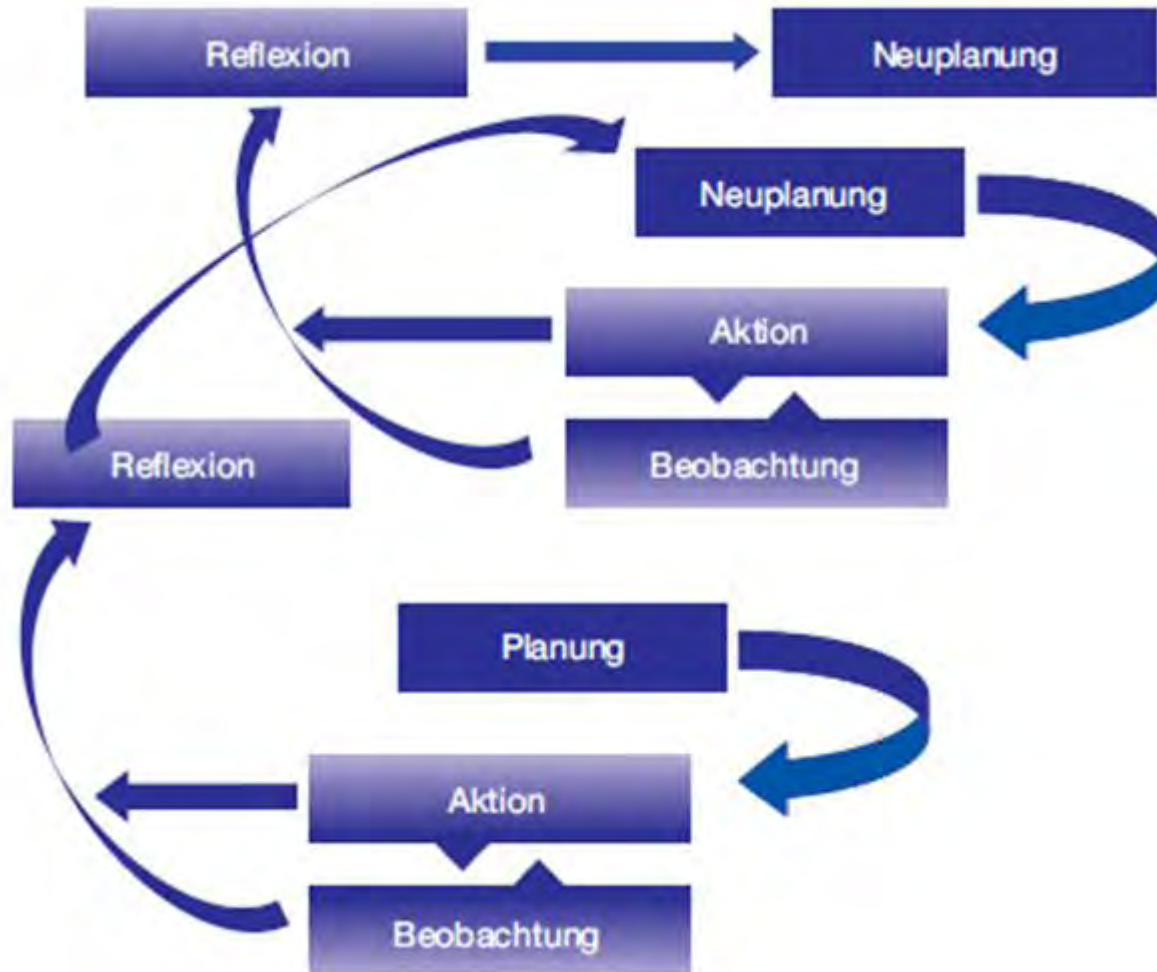 Reflexion
Neuplanung
Neuplanung
Aktion
Beobachtung
Reflexion
Planung
Aktion
Beobachtung